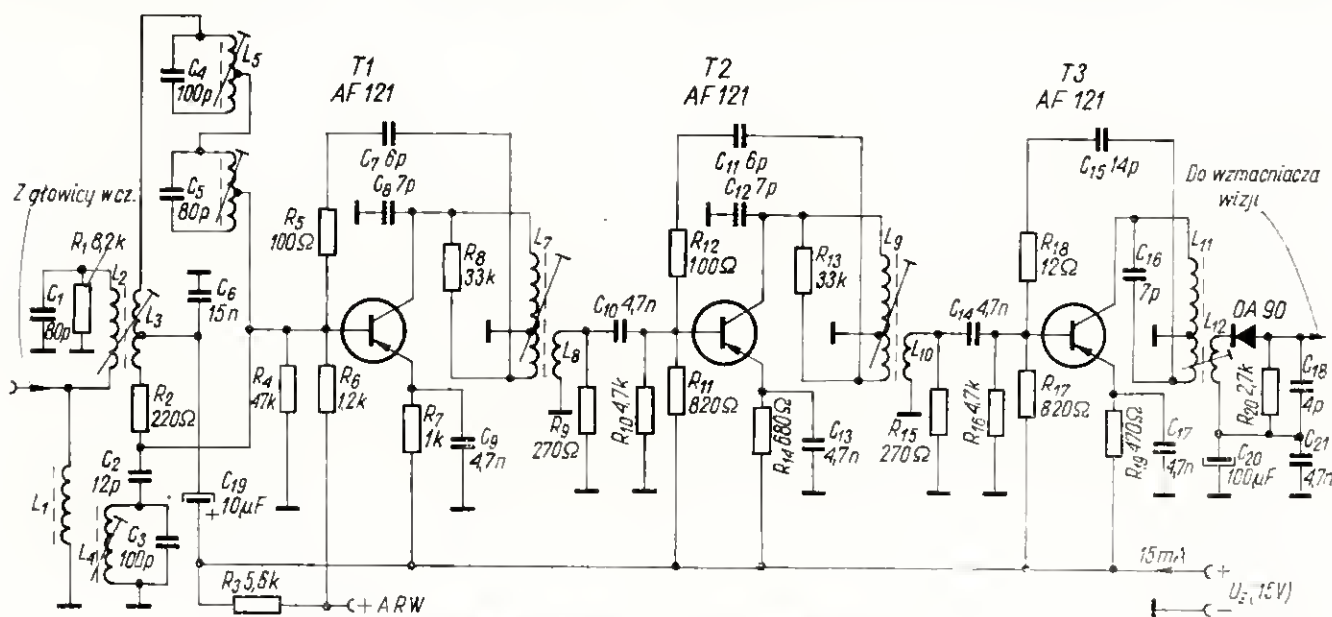 T1
AF 121
T2
AF 121
T3
AF 121
Z głowicy wcz.
Do wzmacniacza
wizji
C4
100p
L5
C5
80p
R1 8,2k
L2
C1
80p
L3
C6
15n
R2
220Ω
C2
12p
L1
L4
C3
100p
C19
10μF
+
R3 5,6k
+ ARW
R4
47k
R5
100Ω
R6
1,2k
C7 6p
C8 7p
R8
33k
L7
L8
R7
1k
C9
4,7n
R9
270Ω
C10 4,7n
R10 4,7k
C11 6p
C12 7p
R12
100Ω
R13
33k
R11
820Ω
R14 680Ω
C13
4,7n
L9
L10
R15
270Ω
C14 4,7n
R16 4,7k
C15 14p
R18
12Ω
R17
820Ω
R19 470Ω
C16
7p
C17
4,7n
L11
L12
OA 90
R20 2,7k
C18
4p
C20
100μF
C21
4,7n
15mA
+
(15V)
−